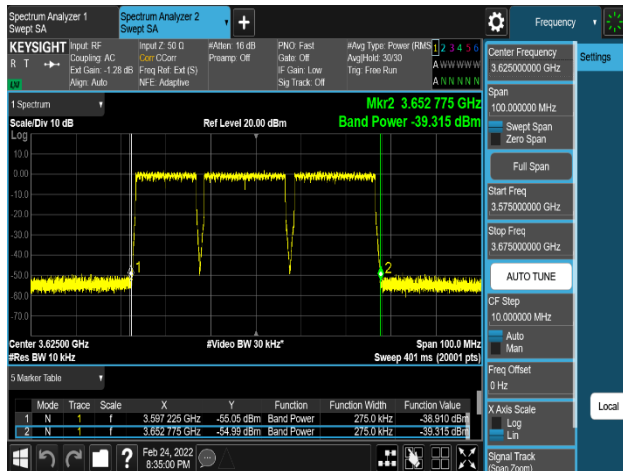 Spectrum Analyzer 1
Swept SA
Spectrum Analyzer 2
Swept SA
+
Frequency
KEYSIGHT
R T
Input: RF
Coupling: AC
Ext Gain: -1.28 dB
Align: Auto
Input Z: 50 Ω
Corr CCorr
Freq Ref: Ext (S)
NFE: Adaptive
#Atten: 16 dB
Preamp: Off
PNO: Fast
Gate: Off
IF Gain: Low
Sig Track: Off
#Avg Type: Power (RMS
Avg|Hold: 30/30
Trig: Free Run
1 2 3 4 5 6
A W W W W W
A N N N N N
1 Spectrum
Scale/Div 10 dB
Ref Level 20.00 dBm
Mkr2 3.652 775 GHz
Band Power -39.315 dBm
Log
10.0
0.00
-10.0
-20.0
-30.0
-40.0
-50.0
-60.0
-70.0
1
2
Center 3.62500 GHz
#Res BW 10 kHz
#Video BW 30 kHz*
Span 100.0 MHz
Sweep 401 ms (20001 pts)
5 Marker Table
Mode Trace Scale X Y Function Function Width Function Value
1 N 1 f 3.597 225 GHz -55.05 dBm Band Power 275.0 kHz -38.910 dBm
2 N 1 f 3.652 775 GHz -54.99 dBm Band Power 275.0 kHz -39.315 dBm
?
Feb 24, 2022
8:35:00 PM
Center Frequency
3.625000000 GHz
Settings
Span
100.000000 MHz
Swept Span
Zero Span
Full Span
Start Freq
3.575000000 GHz
Stop Freq
3.675000000 GHz
AUTO TUNE
CF Step
10.000000 MHz
Auto
Man
Freq Offset
0 Hz
X Axis Scale
Log
Lin
Local
Signal Track
(Span Zoom)